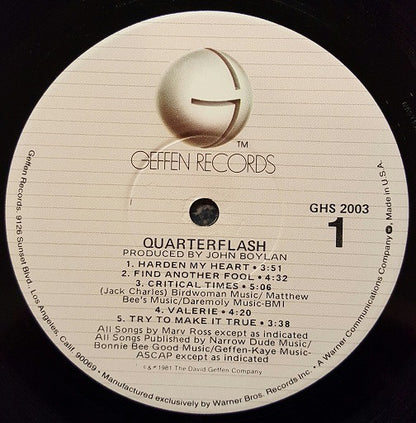 TM
GEFFEN RECORDS
GHS 2003
1
QUARTERFLASH
PRODUCED BY JOHN BOYLAN
1. HARDEN MY HEART • 3:51
2. FIND ANOTHER FOOL • 4:32
3. CRITICAL TIMES • 5:06
(Jack Charles) Birdwoman Music/ Matthew
Bee's Music/Daremoly Music-BMI
4. VALERIE • 4:20
5. TRY TO MAKE IT TRUE • 3:38
All Songs by Marv Ross except as indicated
All Songs Published by Narrow Dude Music/
Bonnie Bee Good Music/Geffen-Kaye Music-
ASCAP except as indicated
© & ℗ 1981 The David Geffen Company
Geffen Records 9126 Sunset Blvd., Los Angeles, Calif. 90069 • Manufactured exclusively by Warner Bros. Records Inc. • A Warner Communications Company Made in U.S.A.